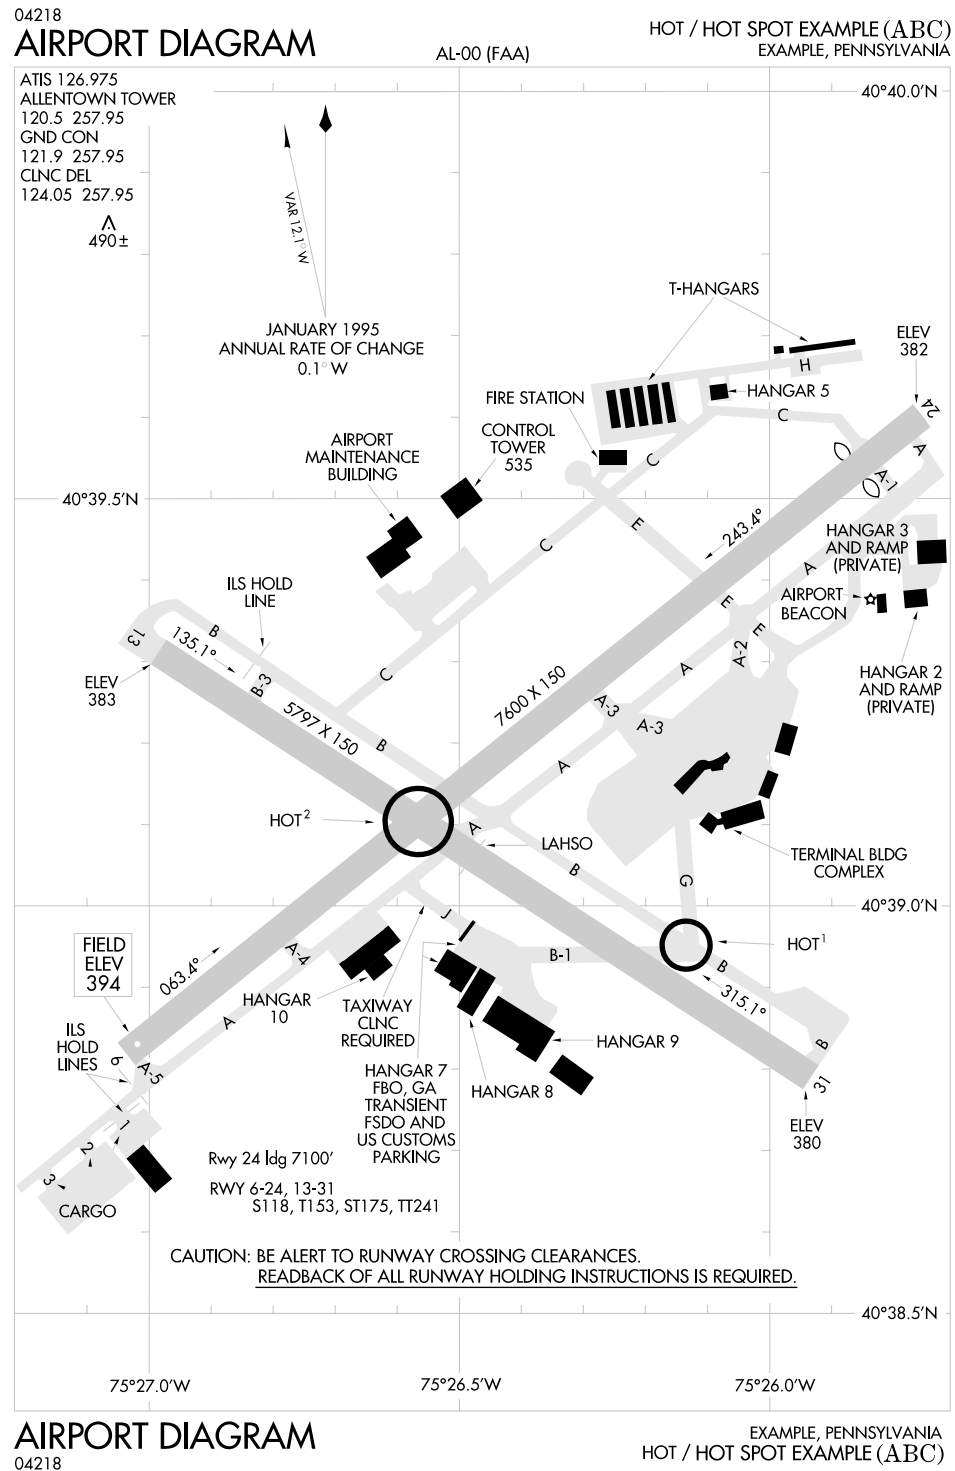 04218
AIRPORT DIAGRAM
AL-00 (FAA)
HOT / HOT SPOT EXAMPLE (ABC)
EXAMPLE, PENNSYLVANIA
ATIS 126.975
ALLENTOWN TOWER
120.5 257.95
GND CON
121.9 257.95
CLNC DEL
124.05 257.95
490±
40°40.0'N
VAR 12.1° W
JANUARY 1995
ANNUAL RATE OF CHANGE
0.1° W
T-HANGARS
ELEV
382
H
HANGAR 5
FIRE STATION
C
24
CONTROL
TOWER
535
AIRPORT
MAINTENANCE
BUILDING
C
A
A-1
40°39.5'N
E
243.4°
HANGAR 3
AND RAMP
(PRIVATE)
C
A
ILS HOLD
LINE
AIRPORT
BEACON
E
E
13
B
135.1°
A-2
ELEV
383
B-3
C
A
HANGAR 2
AND RAMP
(PRIVATE)
7600 X 150
5797 X 150
A-3
A-3
B
A
HOT²
A
LAHSO
TERMINAL BLDG
COMPLEX
B
G
40°39.0'N
J
FIELD
ELEV
394
063.4°
A-4
B-1
HOT¹
B
315.1°
HANGAR
10
TAXIWAY
CLNC
REQUIRED
A
ILS
HOLD
LINES
HANGAR 9
B
6
A-5
HANGAR 7
FBO, GA
TRANSIENT
FSDO AND
US CUSTOMS
PARKING
HANGAR 8
31
ELEV
380
1
2
3
CARGO
Rwy 24 ldg 7100'
RWY 6-24, 13-31
S118, T153, ST175, TT241
CAUTION: BE ALERT TO RUNWAY CROSSING CLEARANCES.
READBACK OF ALL RUNWAY HOLDING INSTRUCTIONS IS REQUIRED.
40°38.5'N
75°27.0'W
75°26.5'W
75°26.0'W
AIRPORT DIAGRAM
04218
EXAMPLE, PENNSYLVANIA
HOT / HOT SPOT EXAMPLE (ABC)